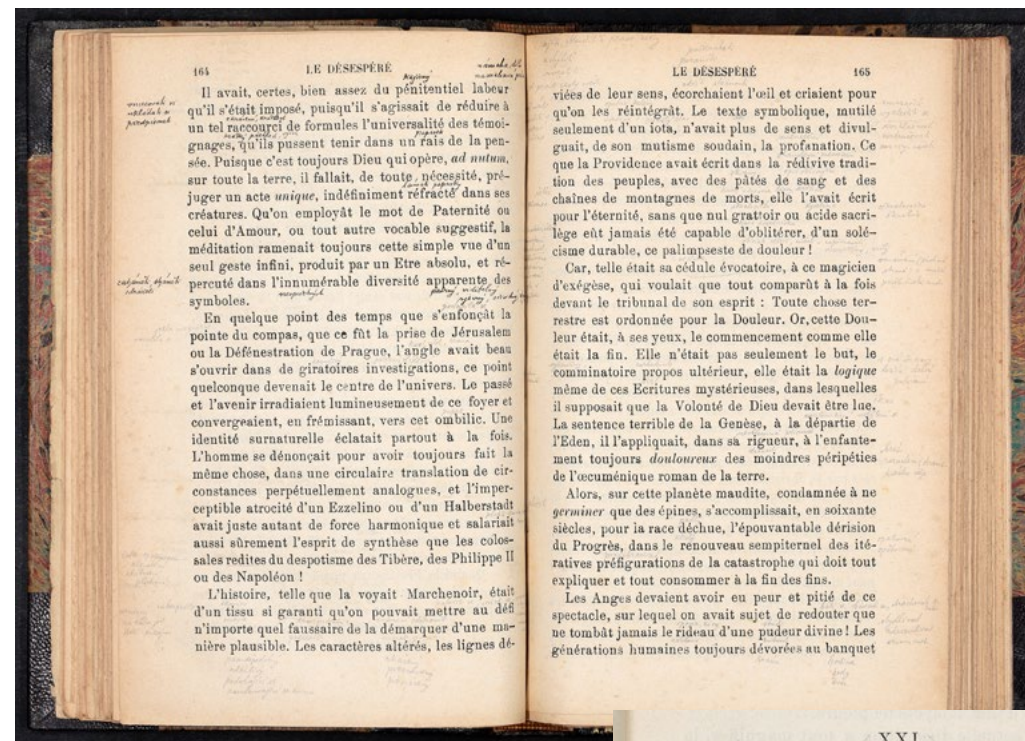 164 LE DÉSESPÉRÉ
Il avait, certes, bien assez du pénitentiel labeur
qu'il s'était imposé, puisqu'il s'agissait de réduire à
un tel raccourci de formules l'universalité des témoi-
gnages, qu'ils pussent tenir dans un rais de la pen-
sée. Puisque c'est toujours Dieu qui opère, ad nutum,
sur toute la terre, il fallait, de toute nécessité, pré-
juger un acte unique, indéfiniment réfracté dans ses
créatures. Qu'on employât le mot de Paternité ou
celui d'Amour, ou tout autre vocable suggestif, la
méditation ramenait toujours cette simple vue d'un
seul geste infini, produit par un Etre absolu, et ré-
percuté dans l'innumérable diversité apparente des
symboles.
En quelque point des temps que s'enfonçât la
pointe du compas, que ce fût la prise de Jérusalem
ou la Défénestration de Prague, l'angle avait beau
s'ouvrir dans de giratoires investigations, ce point
quelconque devenait le centre de l'univers. Le passé
et l'avenir irradiaient lumineusement de ce foyer et
convergeaient, en frémissant, vers cet ombilic. Une
identité surnaturelle éclatait partout à la fois.
L'homme se dénonçait pour avoir toujours fait la
même chose, dans une circulaire translation de cir-
constances perpétuellement analogues, et l'imper-
ceptible atrocité d'un Ezzelino ou d'un Halberstadt
avait juste autant de force harmonique et salariait
aussi sûrement l'esprit de synthèse que les colos-
sales redites du despotisme des Tibère, des Philippe II
ou des Napoléon !
L'histoire, telle que la voyait Marchenoir, était
d'un tissu si garanti qu'on pouvait mettre au défi
n'importe quel faussaire de la démarquer d'une ma-
nière plausible. Les caractères altérés, les lignes dé-
LE DÉSESPÉRÉ 165
viées de leur sens, écorchaient l'œil et criaient pour
qu'on les réintégrât. Le texte symbolique, mutilé
seulement d'un iota, n'avait plus de sens et divul-
guait, de son mutisme soudain, la profanation. Ce
que la Providence avait écrit dans la rédivive tradi-
tion des peuples, avec des pâtés de sang et des
chaînes de montagnes de morts, elle l'avait écrit
pour l'éternité, sans que nul grattoir ou acide sacri-
lège eût jamais été capable d'oblitérer, d'un solé-
cisme durable, ce palimpseste de douleur !
Car, telle était sa cédule évocatoire, à ce magicien
d'exégèse, qui voulait que tout comparût à la fois
devant le tribunal de son esprit : Toute chose ter-
restre est ordonnée pour la Douleur. Or, cette Dou-
leur était, à ses yeux, le commencement comme elle
était la fin. Elle n'était pas seulement le but, le
comminatoire propos ultérieur, elle était la logique
même de ces Ecritures mystérieuses, dans lesquelles
il supposait que la Volonté de Dieu devait être lue.
La sentence terrible de la Genèse, à la départie de
l'Eden, il l'appliquait, dans sa rigueur, à l'enfante-
ment toujours douloureux des moindres péripéties
de l'œcuménique roman de la terre.
Alors, sur cette planète maudite, condamnée à ne
germiner que des épines, s'accomplissait, en soixante
siècles, pour la race déchue, l'épouvantable dérision
du Progrès, dans le renouveau sempiternel des ité-
ratives préfigurations de la catastrophe qui doit tout
expliquer et tout consommer à la fin des fins.
Les Anges devaient avoir eu peur et pitié de ce
spectacle, sur lequel on avait sujet de redouter que
ne tombât jamais le rideau d'une pudeur divine ! Les
générations humaines toujours dévorées au banquet
XXI